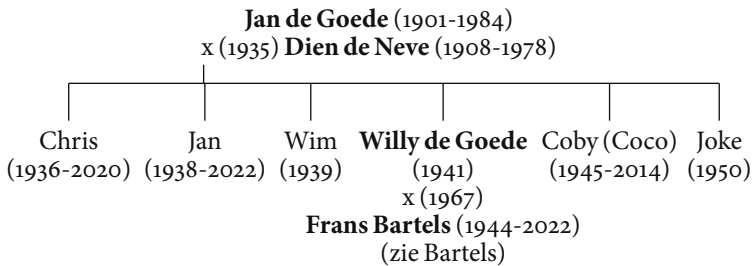 Jan de Goede (1901-1984)
x (1935) Dien de Neve (1908-1978)
Chris Jan Wim Willy de Goede Coby (Coco) Joke
(1936-2020) (1938-2022) (1939) (1941) (1945-2014) (1950)
x (1967)
Frans Bartels (1944-2022)
(zie Bartels)